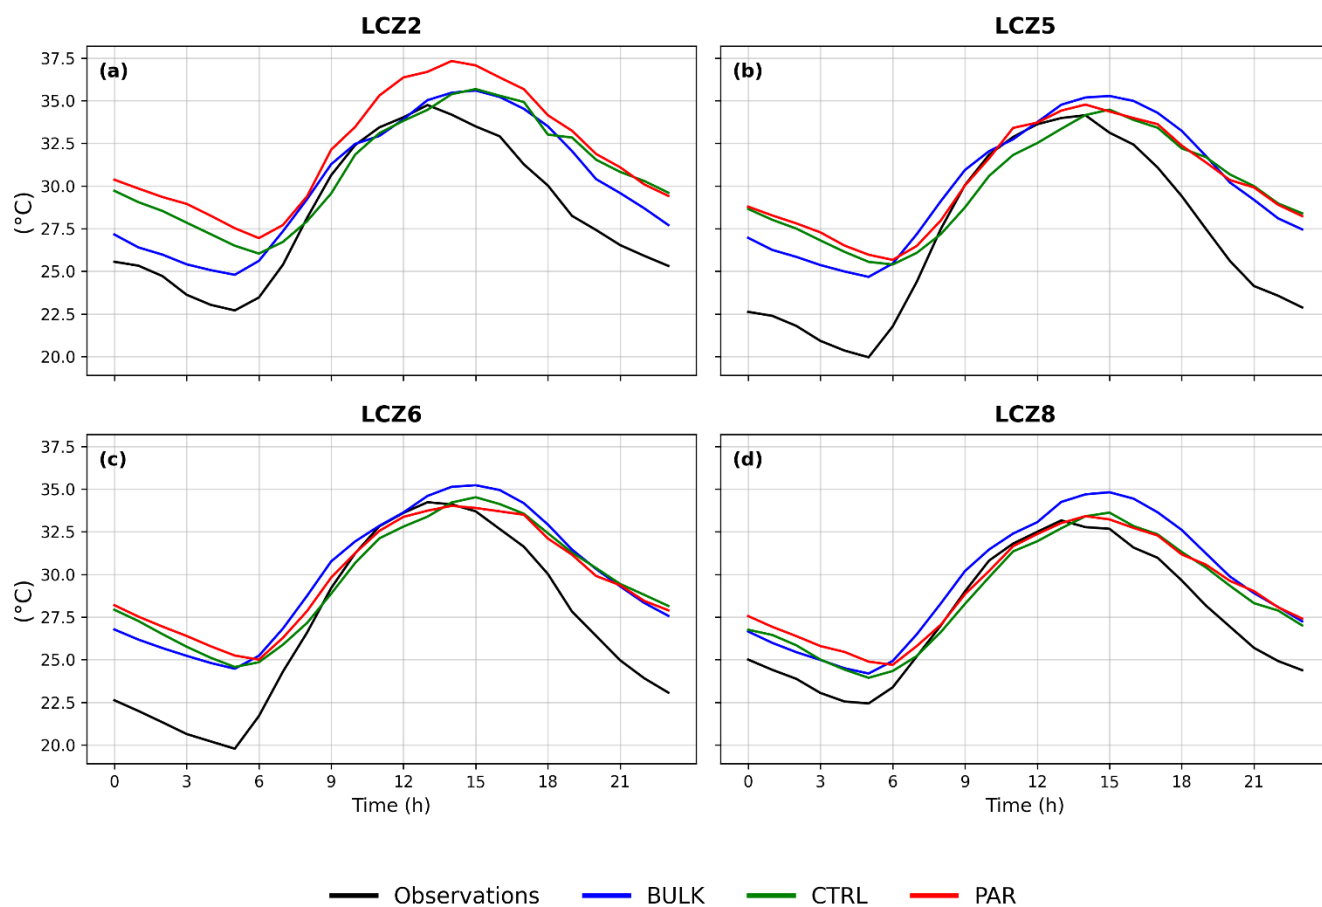 LCZ2
LCZ5
(a)
(b)
37.5
35.0
32.5
30.0
27.5
25.0
22.5
20.0
(°C)
LCZ6
LCZ8
(c)
(d)
37.5
35.0
32.5
30.0
27.5
25.0
22.5
20.0
(°C)
0 3 6 9 12 15 18 21
0 3 6 9 12 15 18 21
Time (h)
Time (h)
Observations BULK CTRL PAR